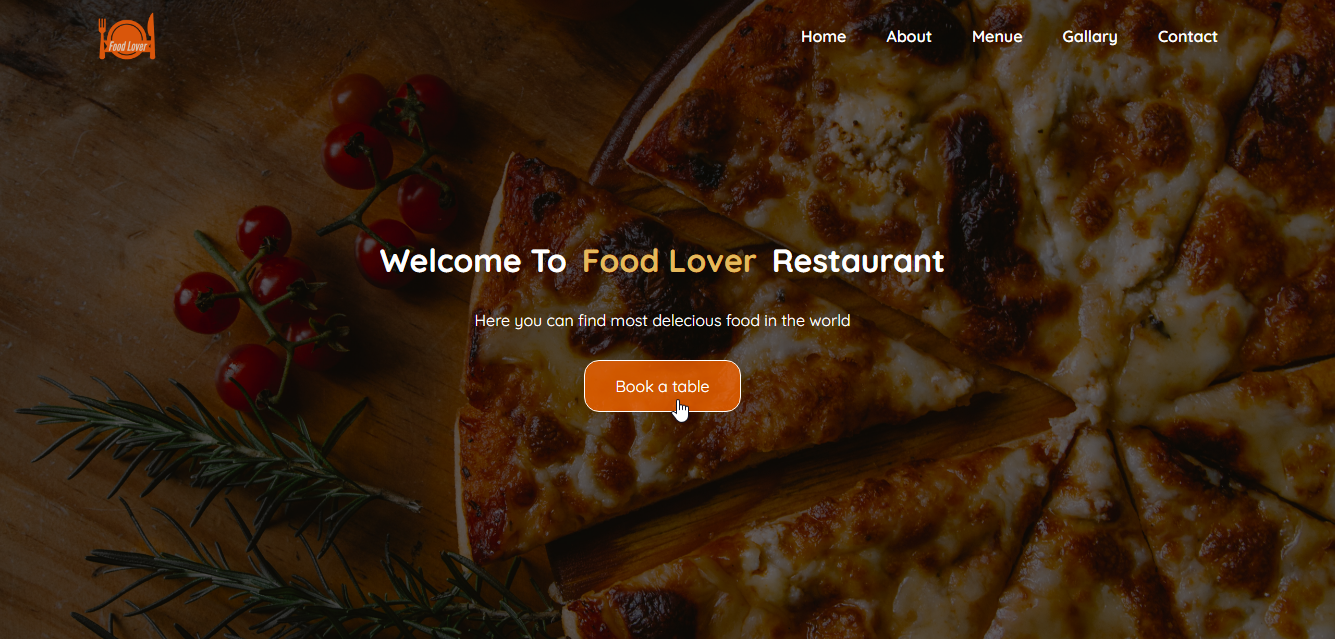 Food Lover
Home About Menue Gallary Contact
Welcome To Food Lover Restaurant
Here you can find most delecious food in the world
Book a table